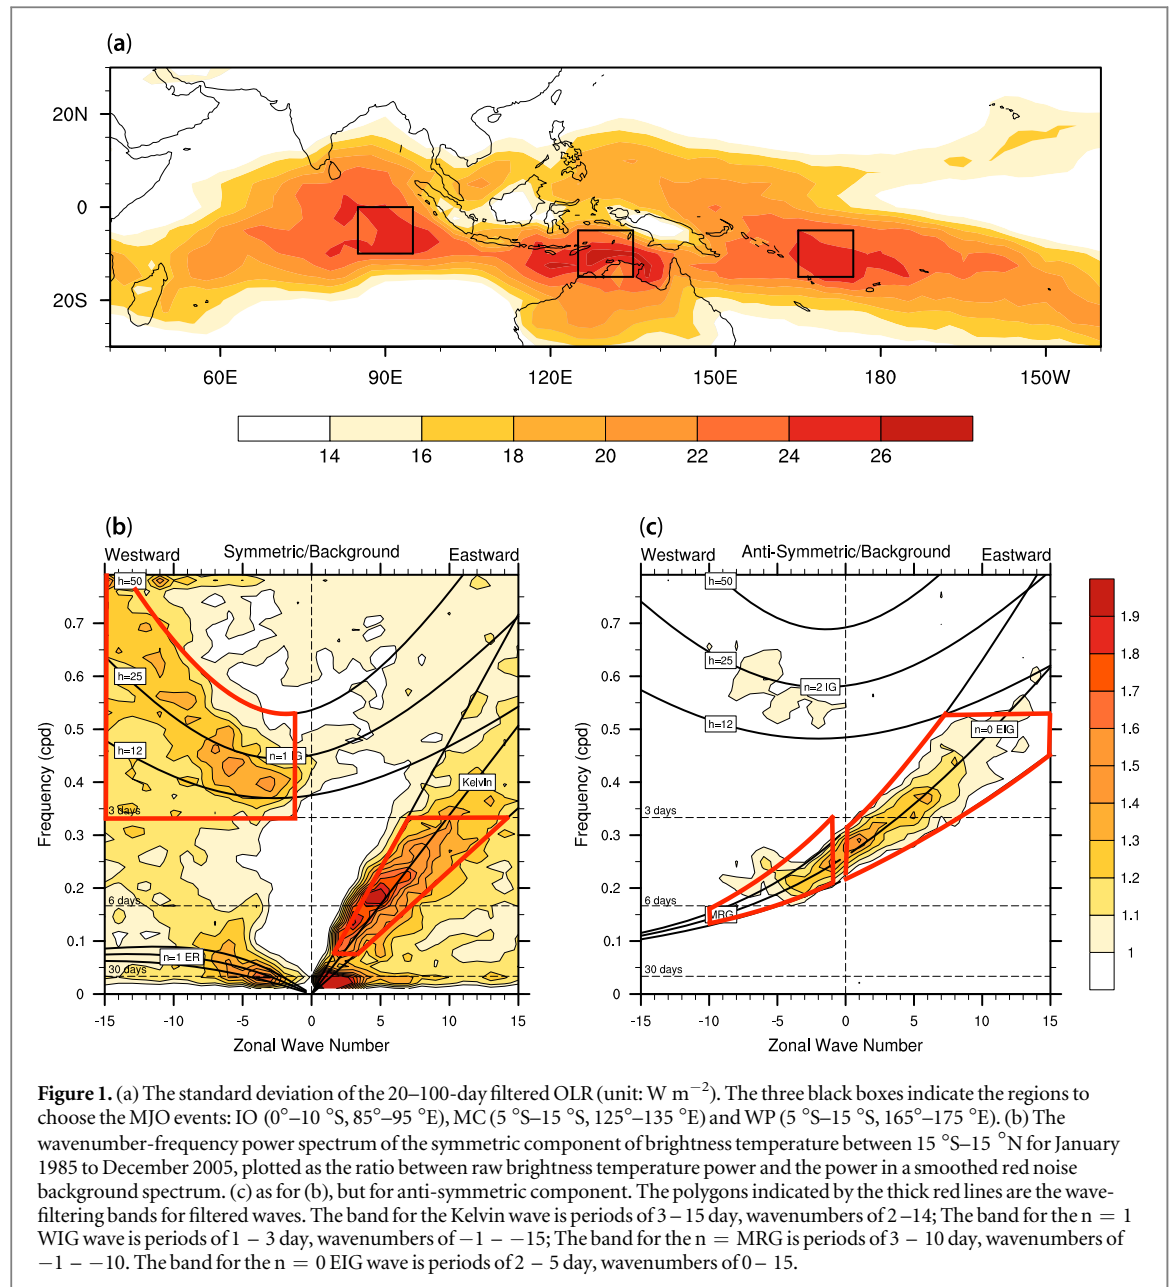 (a)
20N
0
20S
60E 90E 120E 150E 180 150W
14 16 18 20 22 24 26
(b)
Westward Symmetric/Background Eastward
h=50
h=25
h=12
n=1 IG
Kelvin
3 days
6 days
n=1 ER
30 days
0.7
0.6
0.5
0.4
0.3
0.2
0.1
0
Frequency (cpd)
-15 -10 -5 0 5 10 15
Zonal Wave Number
(c)
Westward Anti-Symmetric/Background Eastward
h=50
h=25
n=2 IG
h=12
n=0 EIG
3 days
6 days
MRG
30 days
0.7
0.6
0.5
0.4
0.3
0.2
0.1
0
Frequency (cpd)
-15 -10 -5 0 5 10 15
Zonal Wave Number
1.9
1.8
1.7
1.6
1.5
1.4
1.3
1.2
1.1
1
Figure 1. (a) The standard deviation of the 20–100-day filtered OLR (unit: W m−2). The three black boxes indicate the regions to
choose the MJO events: IO (0°–10 °S, 85°–95 °E), MC (5 °S–15 °S, 125°–135 °E) and WP (5 °S–15 °S, 165°–175 °E). (b) The
wavenumber-frequency power spectrum of the symmetric component of brightness temperature between 15 °S–15 °N for January
1985 to December 2005, plotted as the ratio between raw brightness temperature power and the power in a smoothed red noise
background spectrum. (c) as for (b), but for anti-symmetric component. The polygons indicated by the thick red lines are the wave-
filtering bands for filtered waves. The band for the Kelvin wave is periods of 3–15 day, wavenumbers of 2–14; The band for the n = 1
WIG wave is periods of 1 – 3 day, wavenumbers of −1 – −15; The band for the n = MRG is periods of 3 – 10 day, wavenumbers of
−1 – −10. The band for the n = 0 EIG wave is periods of 2 – 5 day, wavenumbers of 0 – 15.